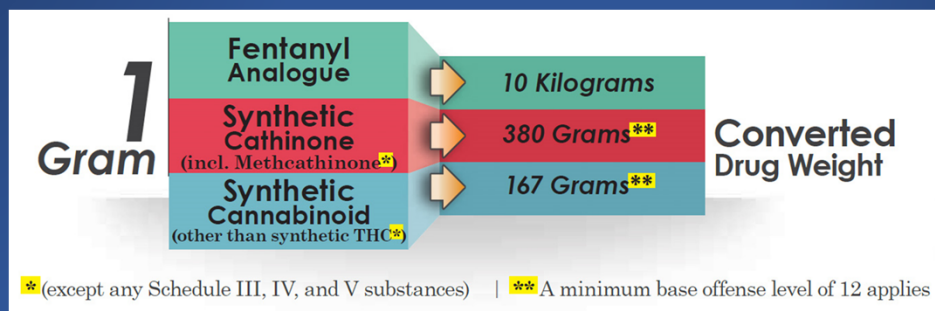 1
Gram
Fentanyl
Analogue
10 Kilograms
Synthetic
Cathinone
(incl. Methcathinone*)
380 Grams**
Synthetic
Cannabinoid
(other than synthetic THC*)
167 Grams**
Converted
Drug Weight
* (except any Schedule III, IV, and V substances) | ** A minimum base offense level of 12 applies